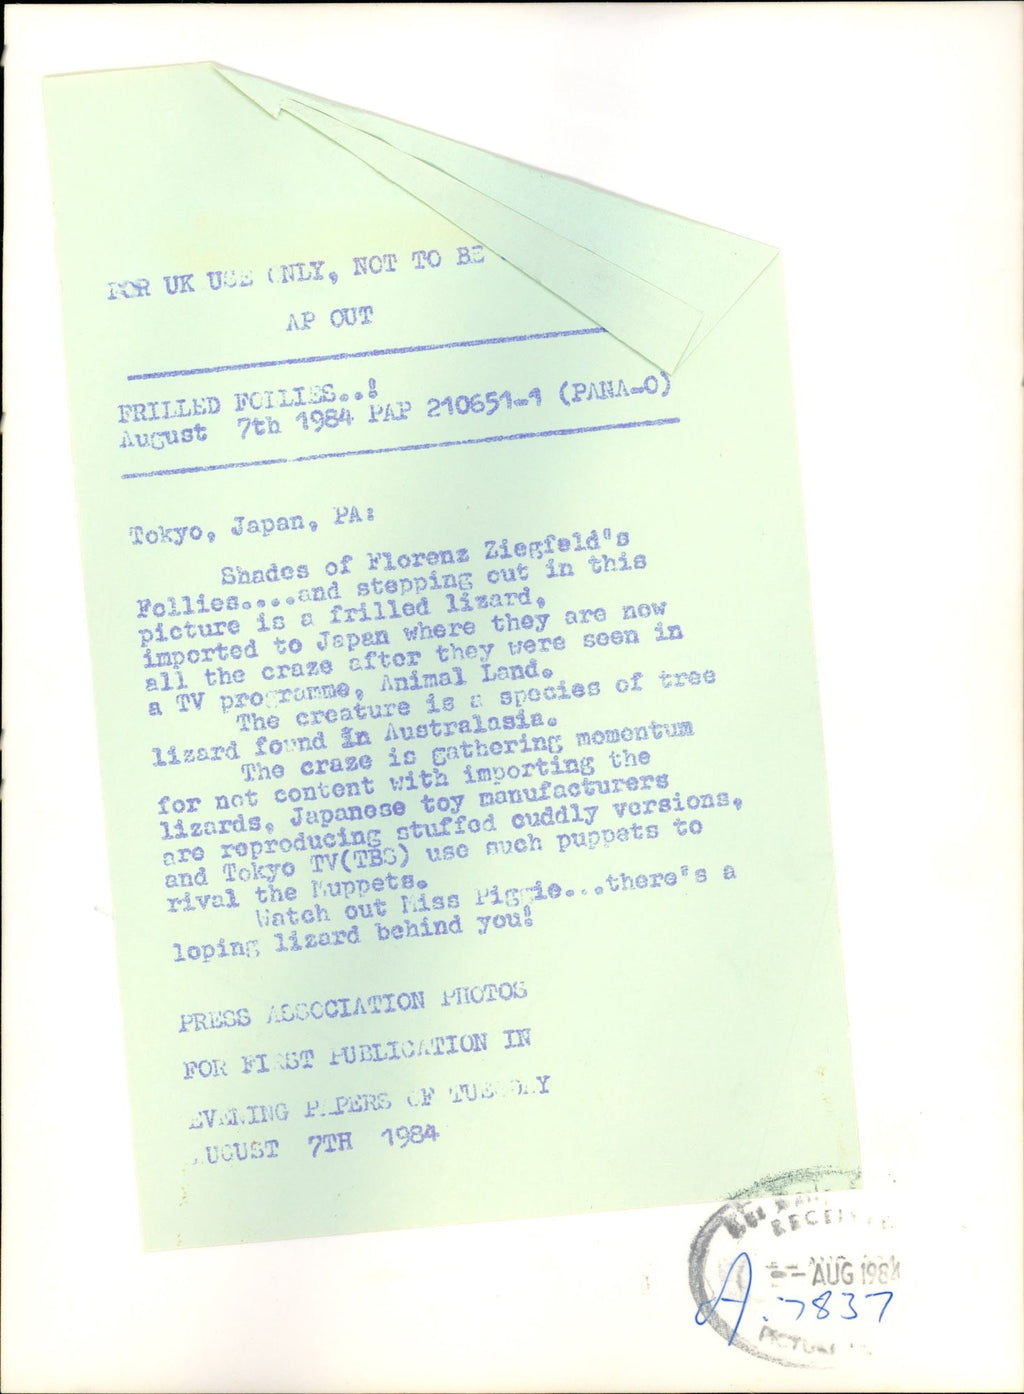 FOR UK USE ONLY, NOT TO BE
AP OUT
FRILLED FOLLIES..!
August 7th 1984 PAP 210651-1 (PANA-O)
Tokyo, Japan, PA:
Shades of Florenz Ziegfeld's
Follies....and stepping out in this
picture is a frilled lizard,
imported to Japan where they are now
all the craze after they were seen in
a TV programme, Animal Land.
The creature is a species of tree
lizard found in Australasia.
The craze is gathering momentum
for not content with importing the
lizards, Japanese toy manufacturers
are reproducing stuffed cuddly versions,
and Tokyo TV(TBS) use such puppets to
rival the Muppets.
Watch out Miss Piggie...there's a
loping lizard behind you!
PRESS ASSOCIATION PHOTOS
FOR FIRST PUBLICATION IN
EVENING PAPERS OF TUESDAY
AUGUST 7TH 1984
RECEIVED
AUG 1984
A.7837
PICTURE